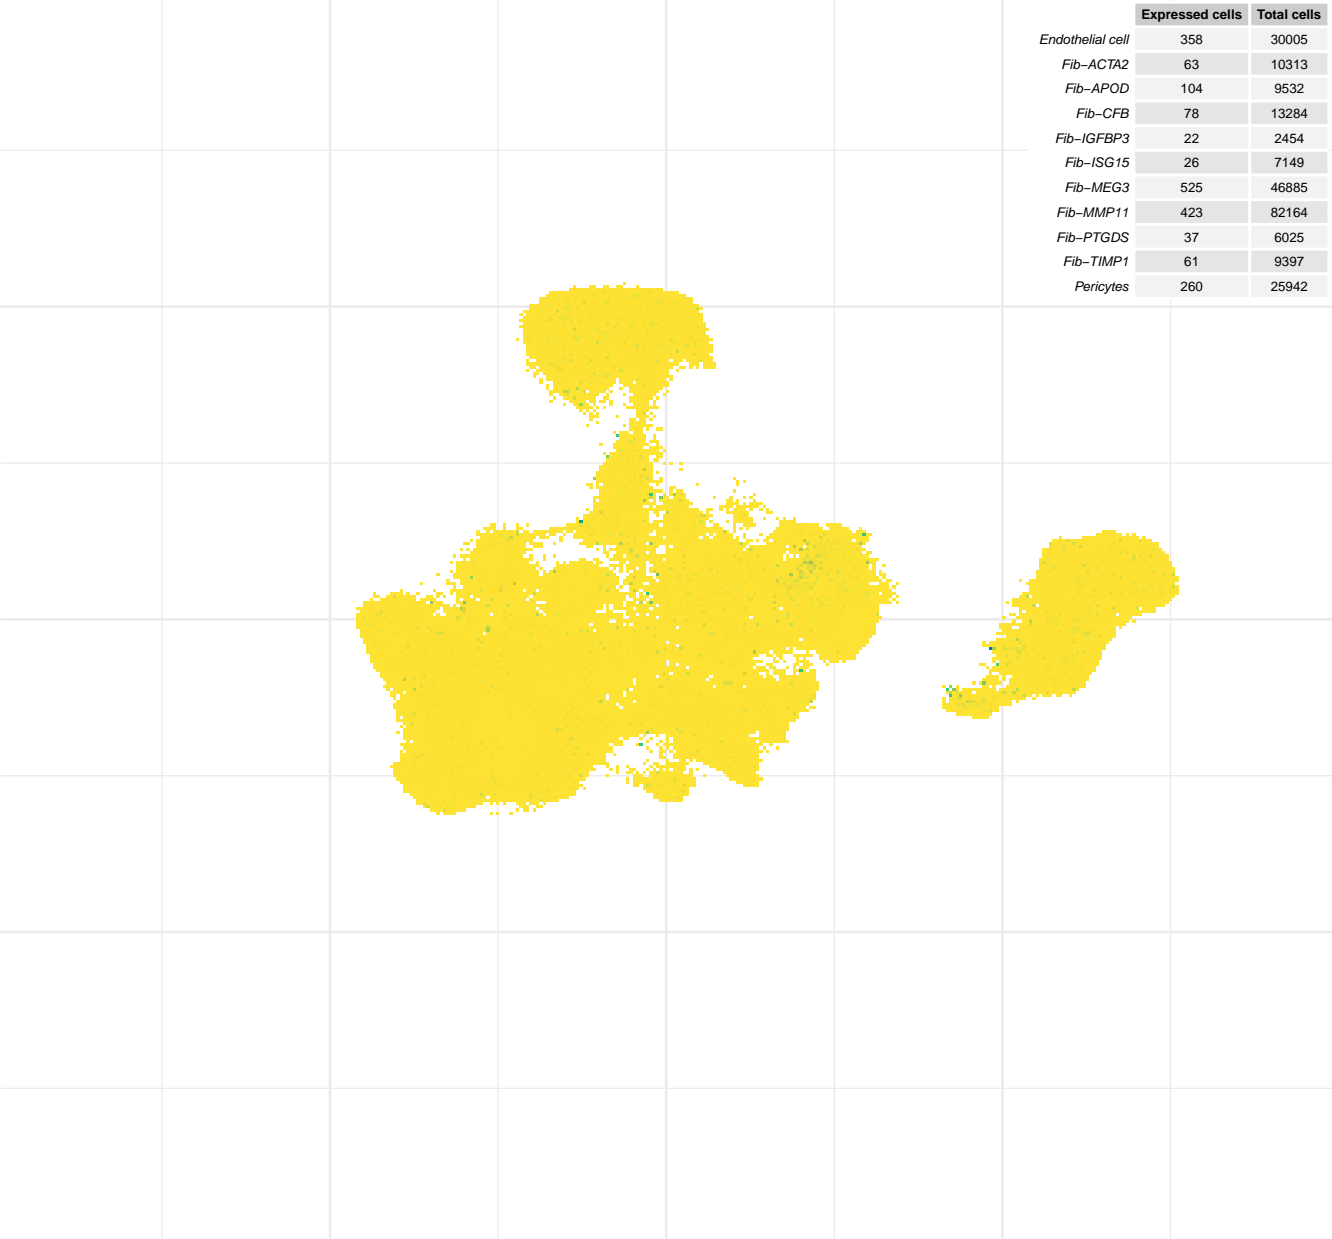 Expressed cells Total cells
Endothelial cell 358 30005
Fib−ACTA2 63 10313
Fib−APOD 104 9532
Fib−CFB 78 13284
Fib−IGFBP3 22 2454
Fib−ISG15 26 7149
Fib−MEG3 525 46885
Fib−MMP11 423 82164
Fib−PTGDS 37 6025
Fib−TIMP1 61 9397
Pericytes 260 25942